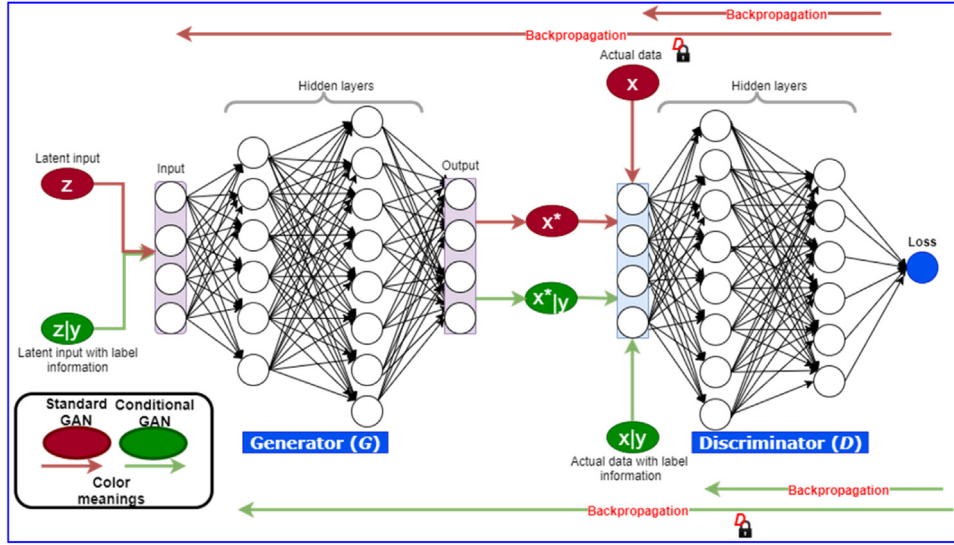 Backpropagation
Backpropagation
D
Actual data
x
Hidden layers
Hidden layers
Latent input
z
Input
Output
x*
Loss
z|y
Latent input with label
information
x*|y
Standard
GAN
Conditional
GAN
Color
meanings
Generator (G)
x|y
Actual data with label
information
Discriminator (D)
Backpropagation
Backpropagation
D